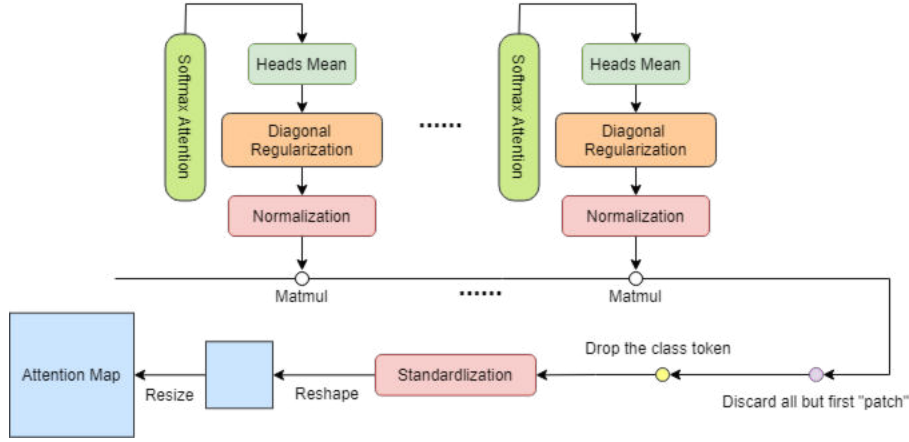 Softmax Attention
Heads Mean
Diagonal
Regularization
Normalization
......
Softmax Attention
Heads Mean
Diagonal
Regularization
Normalization
Matmul
......
Matmul
Drop the class token
Discard all but first "patch"
Standardlization
Reshape
Resize
Attention Map